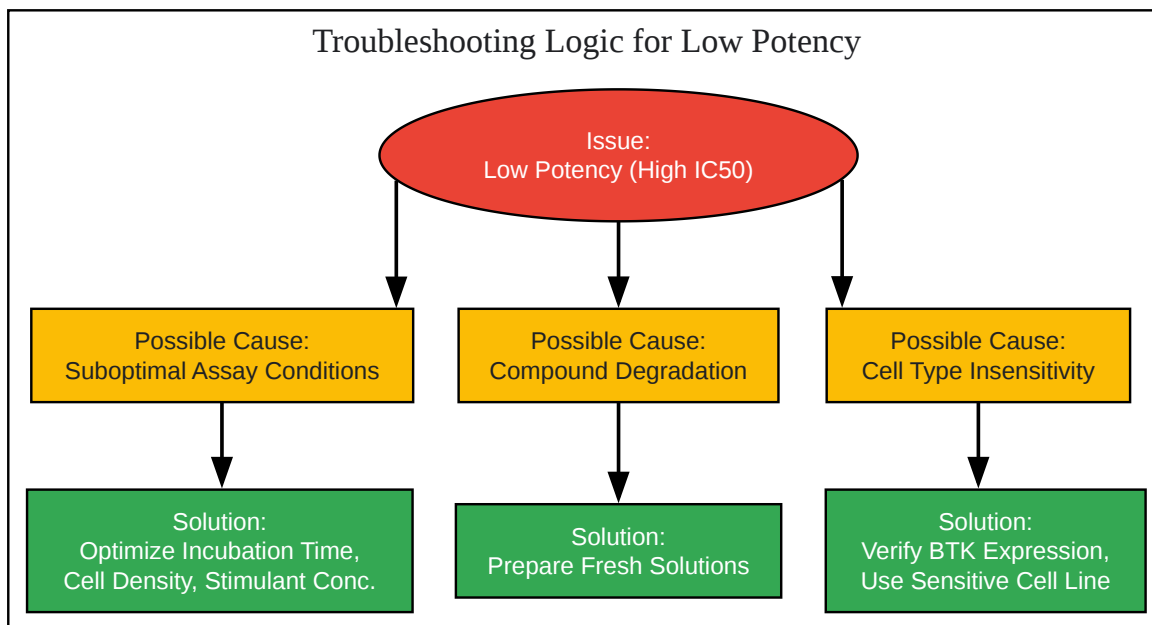 Troubleshooting Logic for Low Potency
Issue:
Low Potency (High IC50)
Possible Cause:
Suboptimal Assay Conditions
Possible Cause:
Compound Degradation
Possible Cause:
Cell Type Insensitivity
Solution:
Optimize Incubation Time,
Cell Density, Stimulant Conc.
Solution:
Prepare Fresh Solutions
Solution:
Verify BTK Expression,
Use Sensitive Cell Line